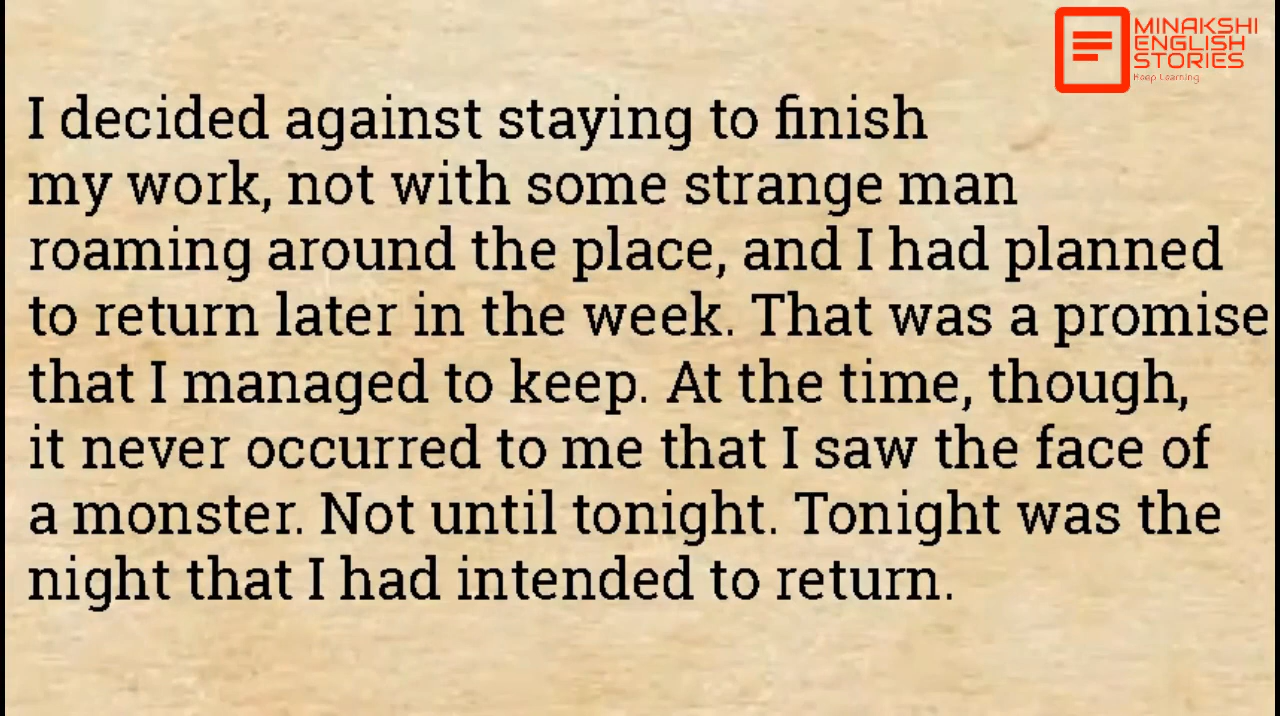 MINAKSHI
ENGLISH
STORIES
Keep Learning.
I decided against staying to finish
my work, not with some strange man
roaming around the place, and I had planned
to return later in the week. That was a promise
that I managed to keep. At the time, though,
it never occurred to me that I saw the face of
a monster. Not until tonight. Tonight was the
night that I had intended to return.